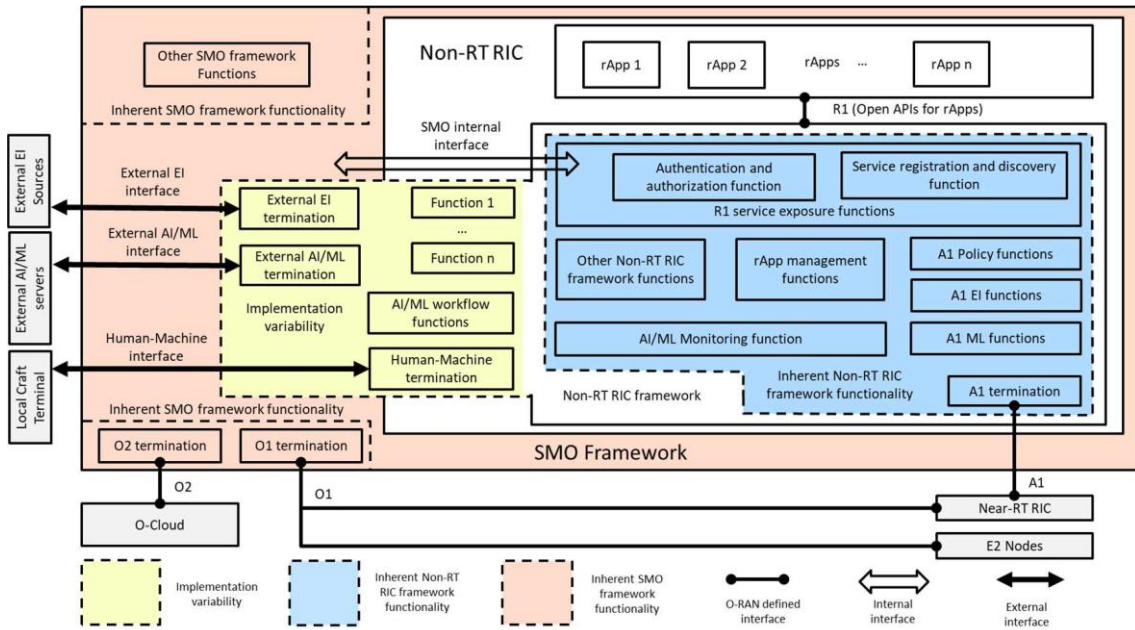 Other SMO framework
Functions
Inherent SMO framework functionality
Non-RT RIC
rApp 1
rApp 2
rApps ...
rApp n
R1 (Open APIs for rApps)
SMO internal
interface
Authentication and
authorization function
Service registration and discovery
function
R1 service exposure functions
External EI
Sources
External EI
interface
External EI
termination
Function 1
...
Function n
External AI/ML
servers
External AI/ML
interface
External AI/ML
termination
Implementation
variability
AI/ML workflow
functions
Other Non-RT RIC
framework functions
rApp management
functions
A1 Policy functions
A1 EI functions
A1 ML functions
AI/ML Monitoring function
Local Craft
Terminal
Human-Machine
interface
Human-Machine
termination
Non-RT RIC framework
Inherent Non-RT RIC
framework functionality
A1 termination
Inherent SMO framework functionality
O2 termination
O1 termination
SMO Framework
O2
O1
A1
O-Cloud
Near-RT RIC
E2 Nodes
Implementation
variability
Inherent Non-RT
RIC framework
functionality
Inherent SMO
framework
functionality
O-RAN defined
interface
Internal
interface
External
interface